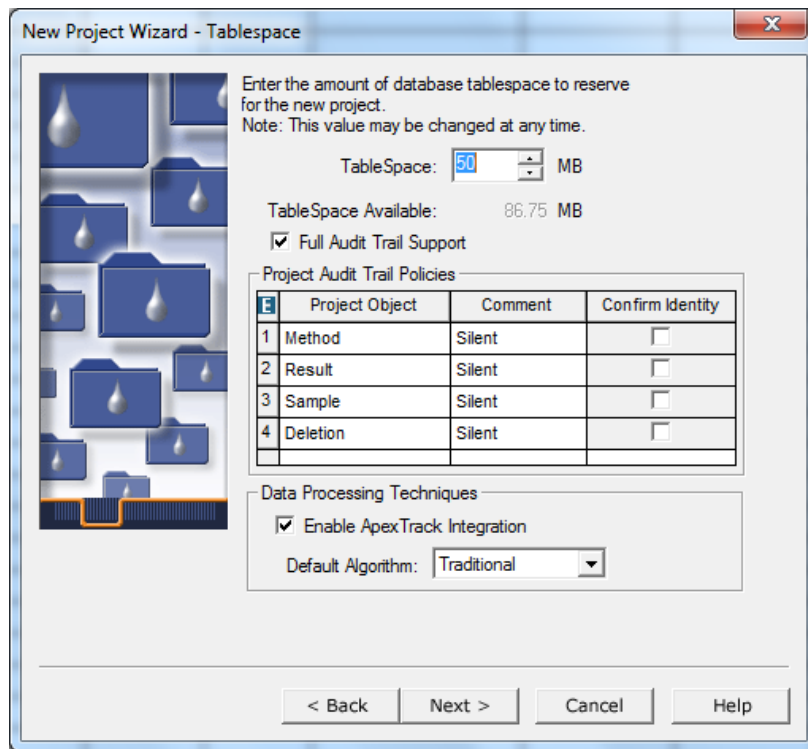 New Project Wizard - Tablespace
Enter the amount of database tablespace to reserve
for the new project.
Note: This value may be changed at any time.
TableSpace: 50 MB
TableSpace Available: 86.75 MB
Full Audit Trail Support
Project Audit Trail Policies
E Project Object Comment Confirm Identity
1 Method Silent
2 Result Silent
3 Sample Silent
4 Deletion Silent
Data Processing Techniques
Enable ApexTrack Integration
Default Algorithm: Traditional
< Back Next > Cancel Help